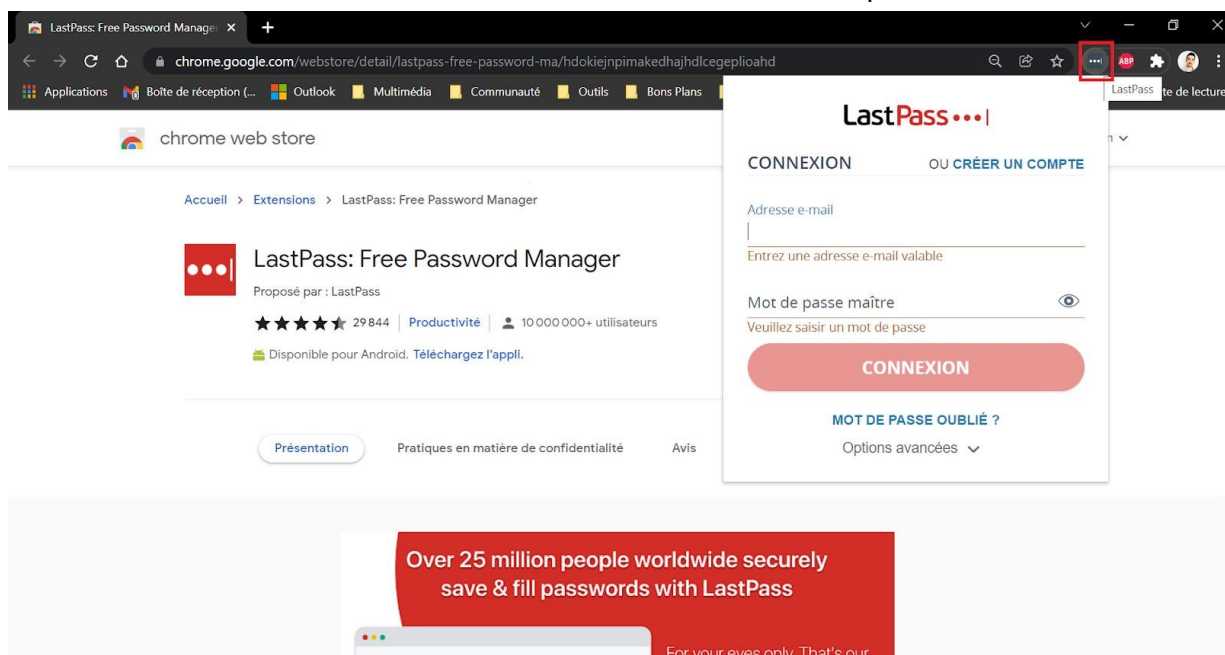 LastPass: Free Password Manager
chrome.google.com/webstore/detail/lastpass-free-password-ma/hdokiejnpimakedhajhdlcegeplioahd
ABP
Applications
Boîte de réception (...
Outlook
Multimédia
Communauté
Outils
Bons Plans
LastPass
te de lecture
chrome web store
LastPass
CONNEXION OU CRÉER UN COMPTE
Adresse e-mail
Entrez une adresse e-mail valable
Mot de passe maître
Veuillez saisir un mot de passe
CONNEXION
MOT DE PASSE OUBLIÉ ?
Options avancées
Accueil > Extensions > LastPass: Free Password Manager
LastPass: Free Password Manager
Proposé par : LastPass
29 844 Productivité 10 000 000+ utilisateurs
Disponible pour Android. Téléchargez l'appli.
Présentation Pratiques en matière de confidentialité Avis
Over 25 million people worldwide securely
save & fill passwords with LastPass
For your eyes only. That's our